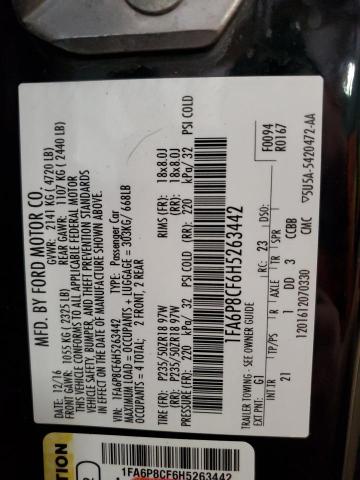 MFD. BY FORD MOTOR CO.
DATE: 12/16 GVWR: 2141 KG ( 4720 LB)
FRONT GAWR: 1055 KG ( 2325 LB) REAR GAWR: 1107 KG ( 2440 LB)
THIS VEHICLE CONFORMS TO ALL APPLICABLE FEDERAL MOTOR
VEHICLE SAFETY, BUMPER, AND THEFT PREVENTION STANDARDS
IN EFFECT ON THE DATE OF MANUFACTURE SHOWN ABOVE.
VIN: 1FA6P8CF6H5263442 TYPE: Passenger Car
OCCUPANTS = 4 TOTAL: 2 FRONT; 2 REAR
MAX. LOAD = OCCUPANTS + LUGGAGE = 303KG/ 668LB
TIRE (FR): P235/50ZR18 97W RIMS (FR): 18x8.0J
TIRE (RR): P235/50ZR18 97W (RR): 18x8.0J
PRESSURE (FR): 220 kPa/ 32 PSI COLD (RR): 220 kPa/ 32 PSI COLD
1FA6P8CF6H5263442
F0094
R0167
TRAILER TOWING - SEE OWNER GUIDE
EXT PNT: G1 RC: 23 DSO:
INT TR TP/PS R AXLE TR SPR
21 1 DD 3 CCBB
1201612070330 CMC 5U5A-5420472-AA
1FA6P8CF6H5263442